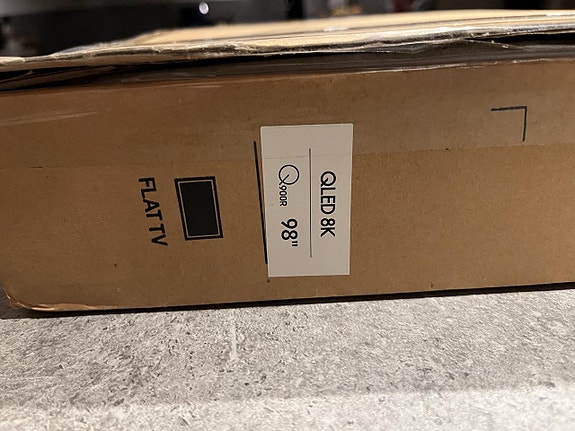 QLED 8K
Q900R 98"
FLAT TV